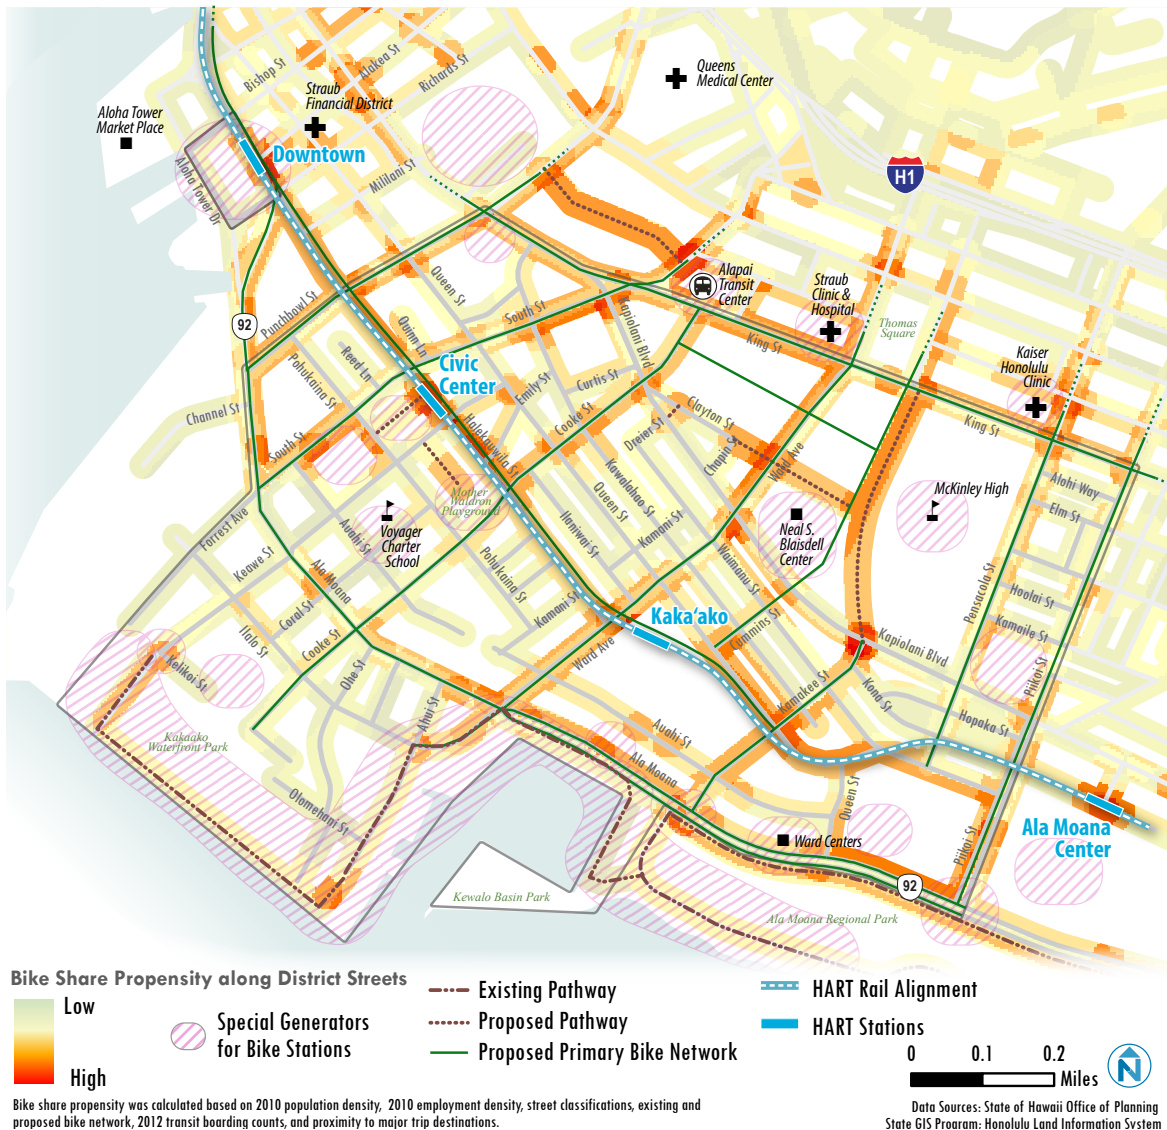 Bishop St
Alakea St
Richards St
Queens
Medical Center
Straub
Financial District
Aloha Tower
Market Place
Downtown
Aloha Tower Dr
Mililani St
H1
Alapai
Transit
Center
Straub
Clinic &
Hospital
Thomas
Square
Kaiser
Honolulu
Clinic
Queen St
South St
Kapiolani Blvd
King St
92
Punchbowl St
Quinn Ln
Reed Ln
Pohukaina St
Civic
Center
Emily St
Curtis St
Cooke St
Clayton St
Dreier St
Chapin St
Ward Ave
King St
Channel St
South St
Halekauwila St
Kawaiahao St
Queen St
Alohi Way
Elm St
McKinley High
Mother
Waldron
Playground
Voyager
Charter
School
Auahi St
Ilaniwai St
Kamani St
Neal S.
Blaisdell
Center
Waimanu St
Forrest Ave
Keawe St
Ala Moana
Coral St
Pohukaina St
Kamani St
Pensacola St
Hoolai St
Kamaile St
Kaka'ako
Cummins St
Kapiolani Blvd
Ilalo St
Cooke St
Ward Ave
Kelikoi St
Ohe St
Kamakee St
Kona St
Piikoi St
Hopaka St
Ahui St
Auahi St
Kakaako
Waterfront Park
Ala Moana
Olomehani St
Queen St
Ward Centers
Piikoi St
Ala Moana
Center
92
Kewalo Basin Park
Ala Moana Regional Park
Bike Share Propensity along District Streets
Low
High
Special Generators
for Bike Stations
Existing Pathway
Proposed Pathway
Proposed Primary Bike Network
HART Rail Alignment
HART Stations
0 0.1 0.2
Miles
N
Bike share propensity was calculated based on 2010 population density, 2010 employment density, street classifications, existing and
proposed bike network, 2012 transit boarding counts, and proximity to major trip destinations.
Data Sources: State of Hawaii Office of Planning
State GIS Program; Honolulu Land Information System